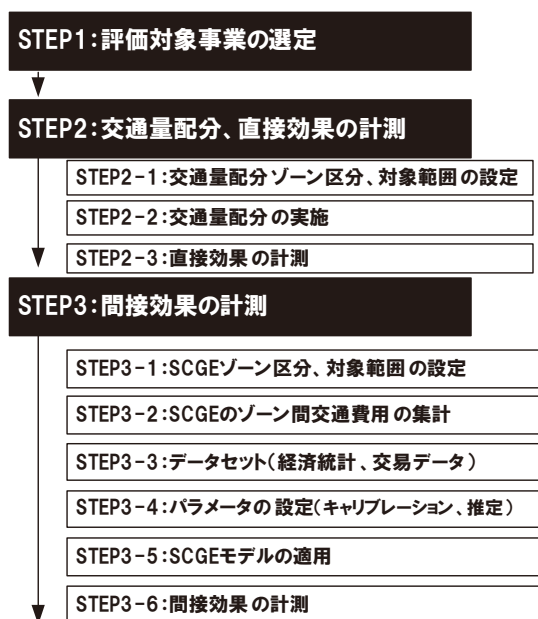 STEP1:評価対象事業の選定
STEP2:交通量配分、直接効果の計測
STEP2-1:交通量配分ゾーン区分、対象範囲の設定
STEP2-2:交通量配分の実施
STEP2-3:直接効果の計測
STEP3:間接効果の計測
STEP3-1:SCGEゾーン区分、対象範囲の設定
STEP3-2:SCGEのゾーン間交通費用の集計
STEP3-3:データセット(経済統計、交易データ)
STEP3-4:パラメータの設定(キャリブレーション、推定)
STEP3-5:SCGEモデルの適用
STEP3-6:間接効果の計測